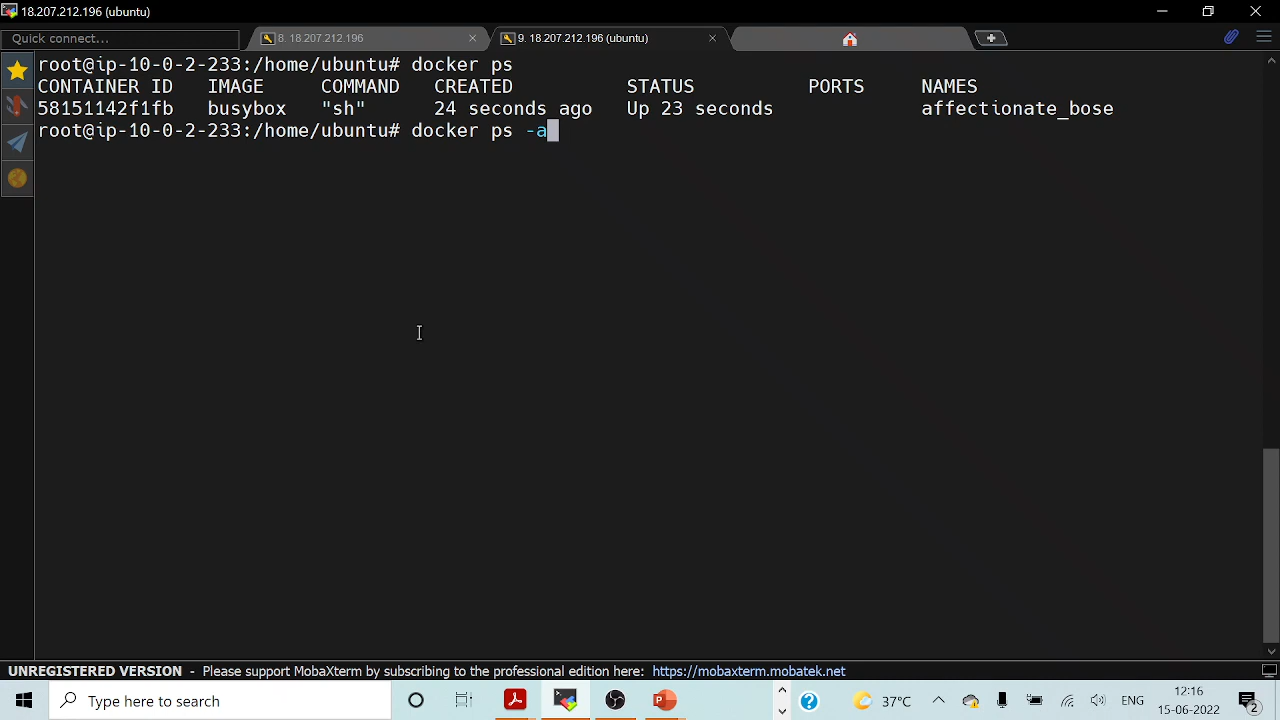 18.207.212.196 (ubuntu)
Quick connect...
8. 18.207.212.196
9. 18.207.212.196 (ubuntu)
root@ip-10-0-2-233:/home/ubuntu# docker ps
CONTAINER ID   IMAGE     COMMAND   CREATED          STATUS          PORTS     NAMES
58151142f1fb   busybox   "sh"      24 seconds ago   Up 23 seconds             affectionate_bose
root@ip-10-0-2-233:/home/ubuntu# docker ps -a
UNREGISTERED VERSION - Please support MobaXterm by subscribing to the professional edition here: https://mobaxterm.mobatek.net
Type here to search
37°C
ENG
12:16
15-06-2022
2